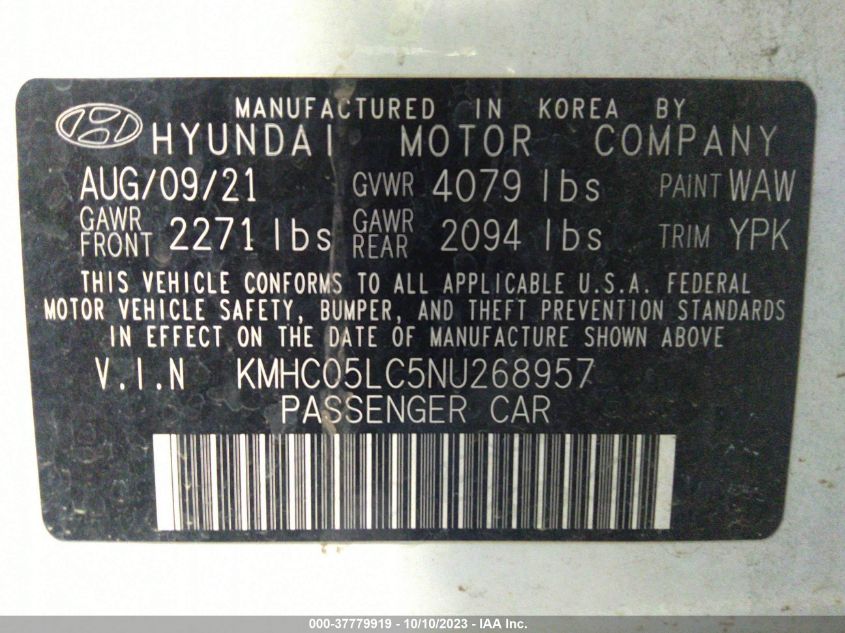 MANUFACTURED IN KOREA BY
HYUNDAI MOTOR COMPANY
AUG/09/21 GVWR 4079 lbs PAINT WAW
GAWR FRONT 2271 lbs GAWR REAR 2094 lbs TRIM YPK
THIS VEHICLE CONFORMS TO ALL APPLICABLE U.S.A. FEDERAL
MOTOR VEHICLE SAFETY, BUMPER, AND THEFT PREVENTION STANDARDS
IN EFFECT ON THE DATE OF MANUFACTURE SHOWN ABOVE
V.I.N KMHC05LC5NU268957
PASSENGER CAR
000-37779919 - 10/10/2023 - IAA Inc.